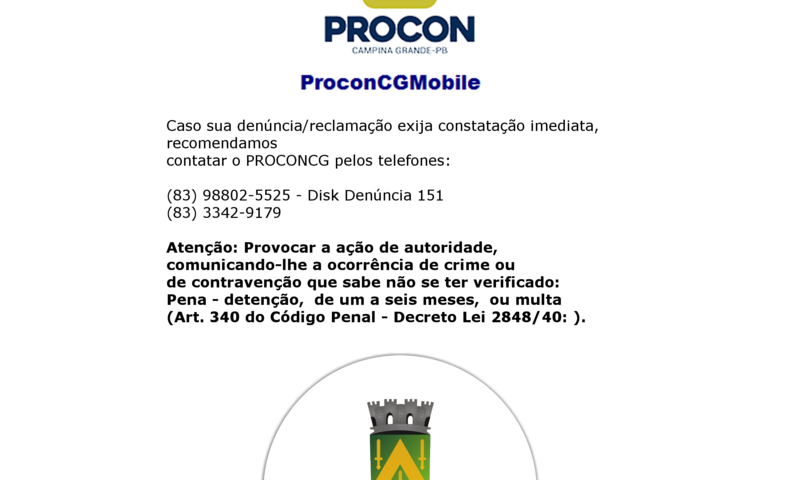 PROCON
CAMPINA GRANDE-PB
ProconCGMobile
Caso sua denúncia/reclamação exija constatação imediata,
recomendamos
contatar o PROCONCG pelos telefones:
(83) 98802-5525 - Disk Denúncia 151
(83) 3342-9179
Atenção: Provocar a ação de autoridade,
comunicando-lhe a ocorrência de crime ou
de contravenção que sabe não se ter verificado:
Pena - detenção,  de um a seis meses,  ou multa
(Art. 340 do Código Penal - Decreto Lei 2848/40: ).